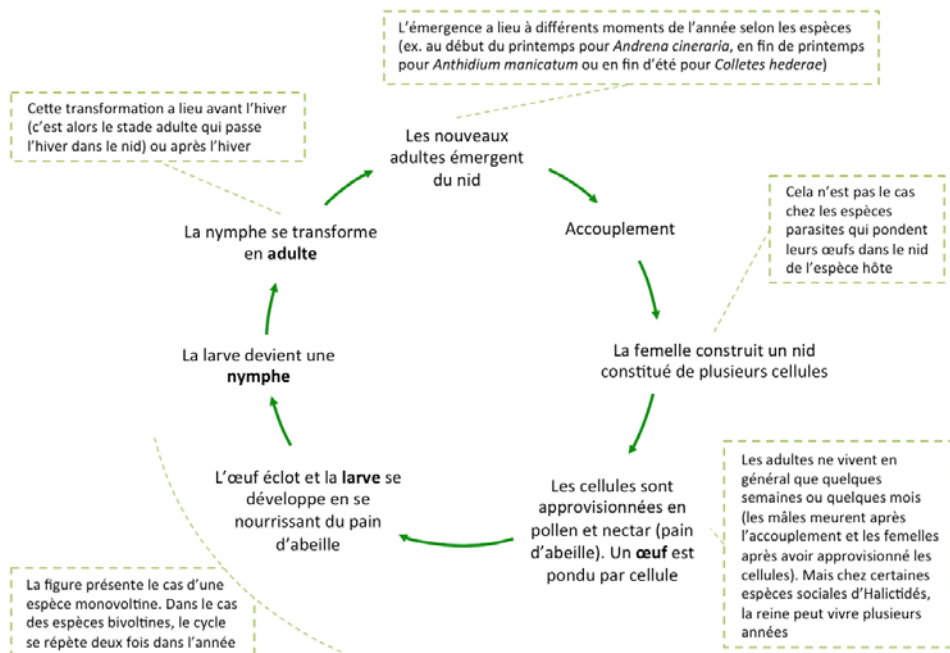 L'émergence a lieu à différents moments de l'année selon les espèces
(ex. au début du printemps pour Andrena cineraria, en fin de printemps
pour Anthidium manicatum ou en fin d'été pour Colletes hederae)
Cette transformation a lieu avant l'hiver
(c'est alors le stade adulte qui passe
l'hiver dans le nid) ou après l'hiver
Les nouveaux
adultes émergent
du nid
Accouplement
Cela n'est pas le cas
chez les espèces
parasites qui pondent
leurs œufs dans le nid
de l'espèce hôte
La femelle construit un nid
constitué de plusieurs cellules
Les cellules sont
approvisionnées en
pollen et nectar (pain
d'abeille). Un œuf est
pondu par cellule
Les adultes ne vivent en
général que quelques
semaines ou quelques mois
(les mâles meurent après
l'accouplement et les femelles
après avoir approvisionné les
cellules). Mais chez certaines
espèces sociales d'Halictidés,
la reine peut vivre plusieurs
années
L'œuf éclot et la larve se
développe en se
nourrissant du pain
d'abeille
La larve devient une
nymphe
La nymphe se transforme
en adulte
La figure présente le cas d'une
espèce monovoltine. Dans le cas
des espèces bivoltines, le cycle
se répète deux fois dans l'année